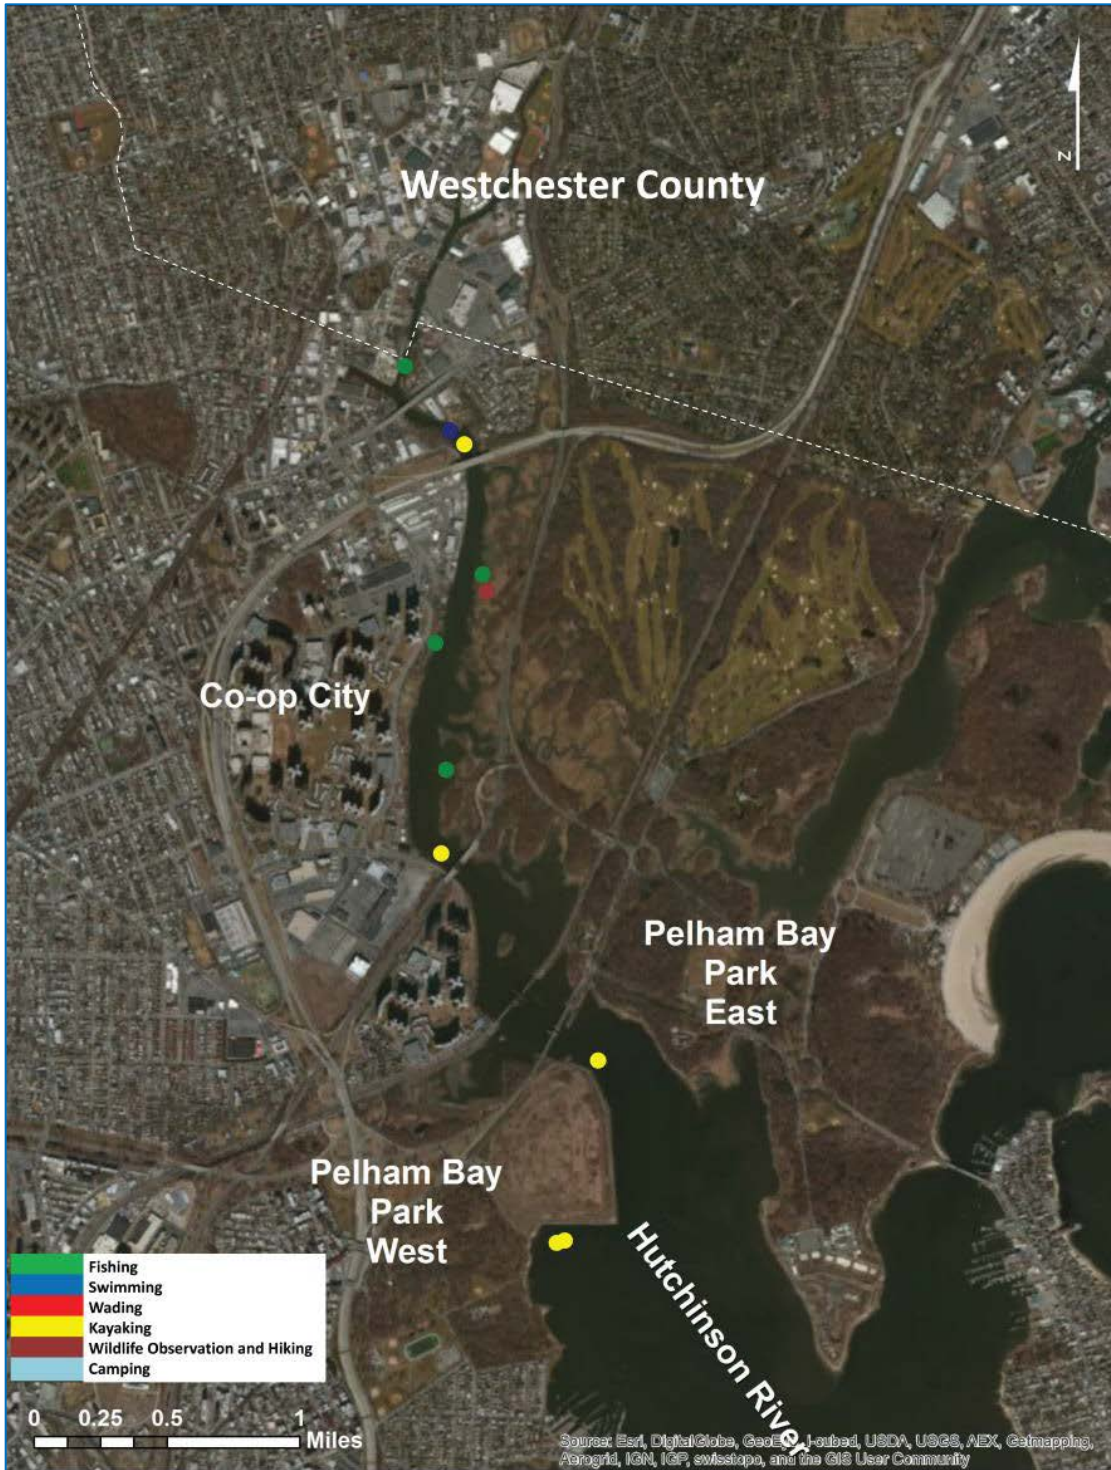 Westchester County
N
Co-op City
Pelham Bay
Park
East
Pelham Bay
Park
West
Hutchinson River
Fishing
Swimming
Wading
Kayaking
Wildlife Observation and Hiking
Camping
0 0.25 0.5 1
Miles
Source: Esri, DigitalGlobe, GeoEye, i-cubed, USDA, USGS, AEX, Getmapping,
Aerogrid, IGN, IGP, swisstopo, and the GIS User Community